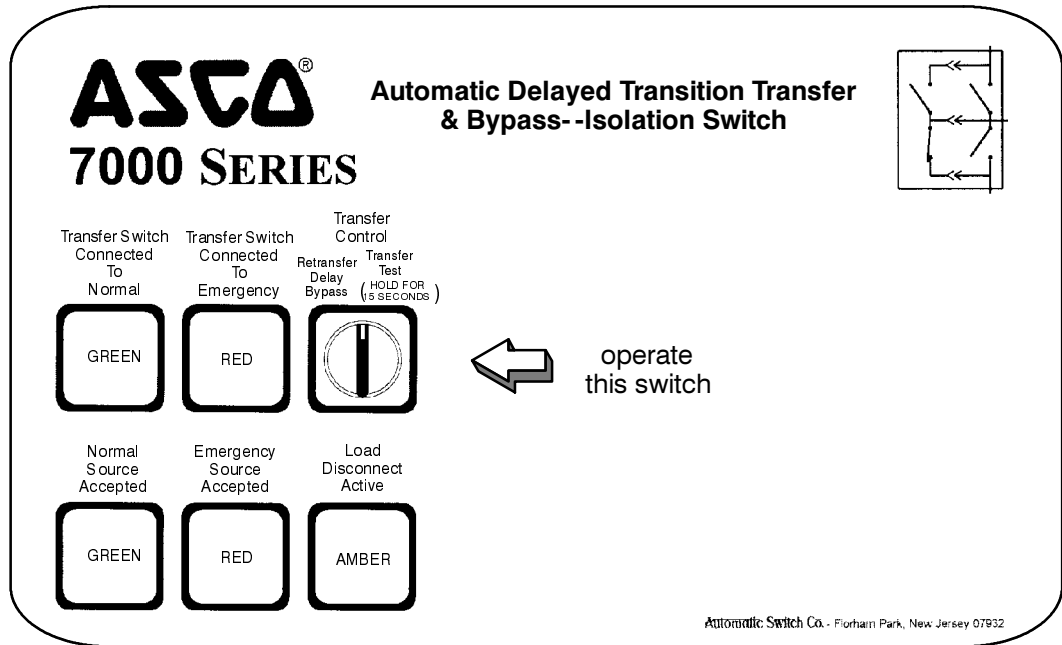 ASCO®
7000 SERIES
Automatic Delayed Transition Transfer
& Bypass- -Isolation Switch
Transfer Switch
Connected
To
Normal
Transfer Switch
Connected
To
Emergency
Transfer
Control
Retransfer
Delay
Bypass
Transfer
Test
( HOLD FOR
15 SECONDS )
GREEN
RED
operate
this switch
Normal
Source
Accepted
Emergency
Source
Accepted
Load
Disconnect
Active
GREEN
RED
AMBER
Automatic Switch Co. - Florham Park, New Jersey 07932